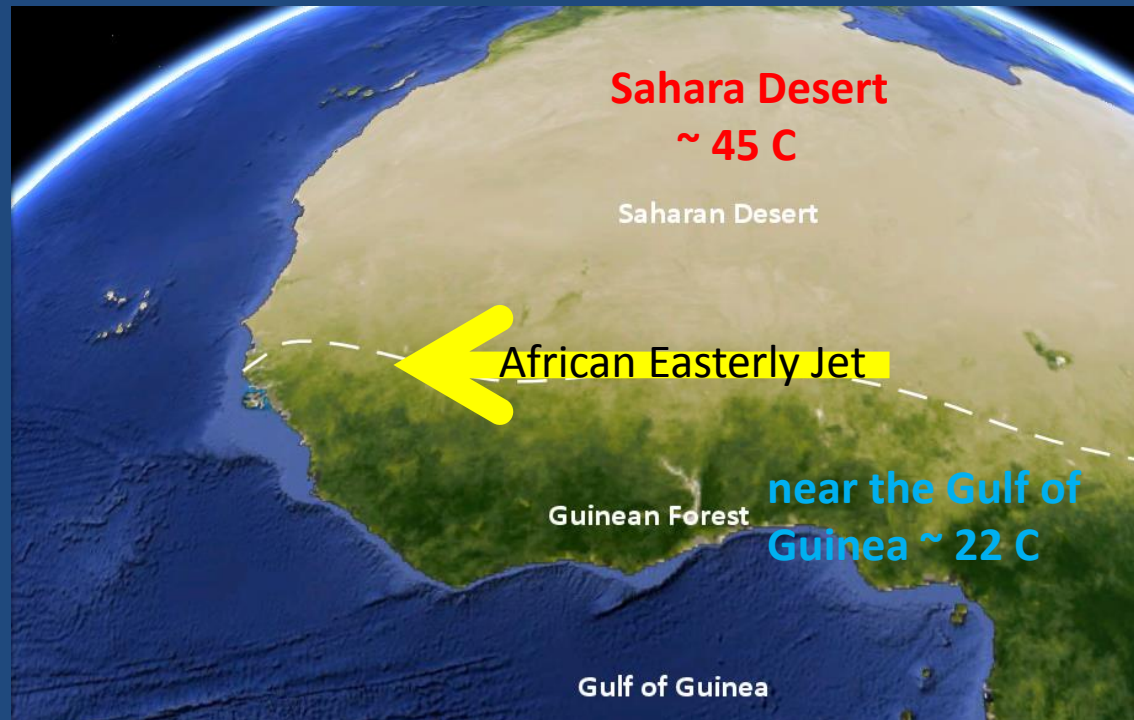 Sahara Desert
~ 45 C
Saharan Desert
African Easterly Jet
near the Gulf of
Guinea ~ 22 C
Guinean Forest
Gulf of Guinea